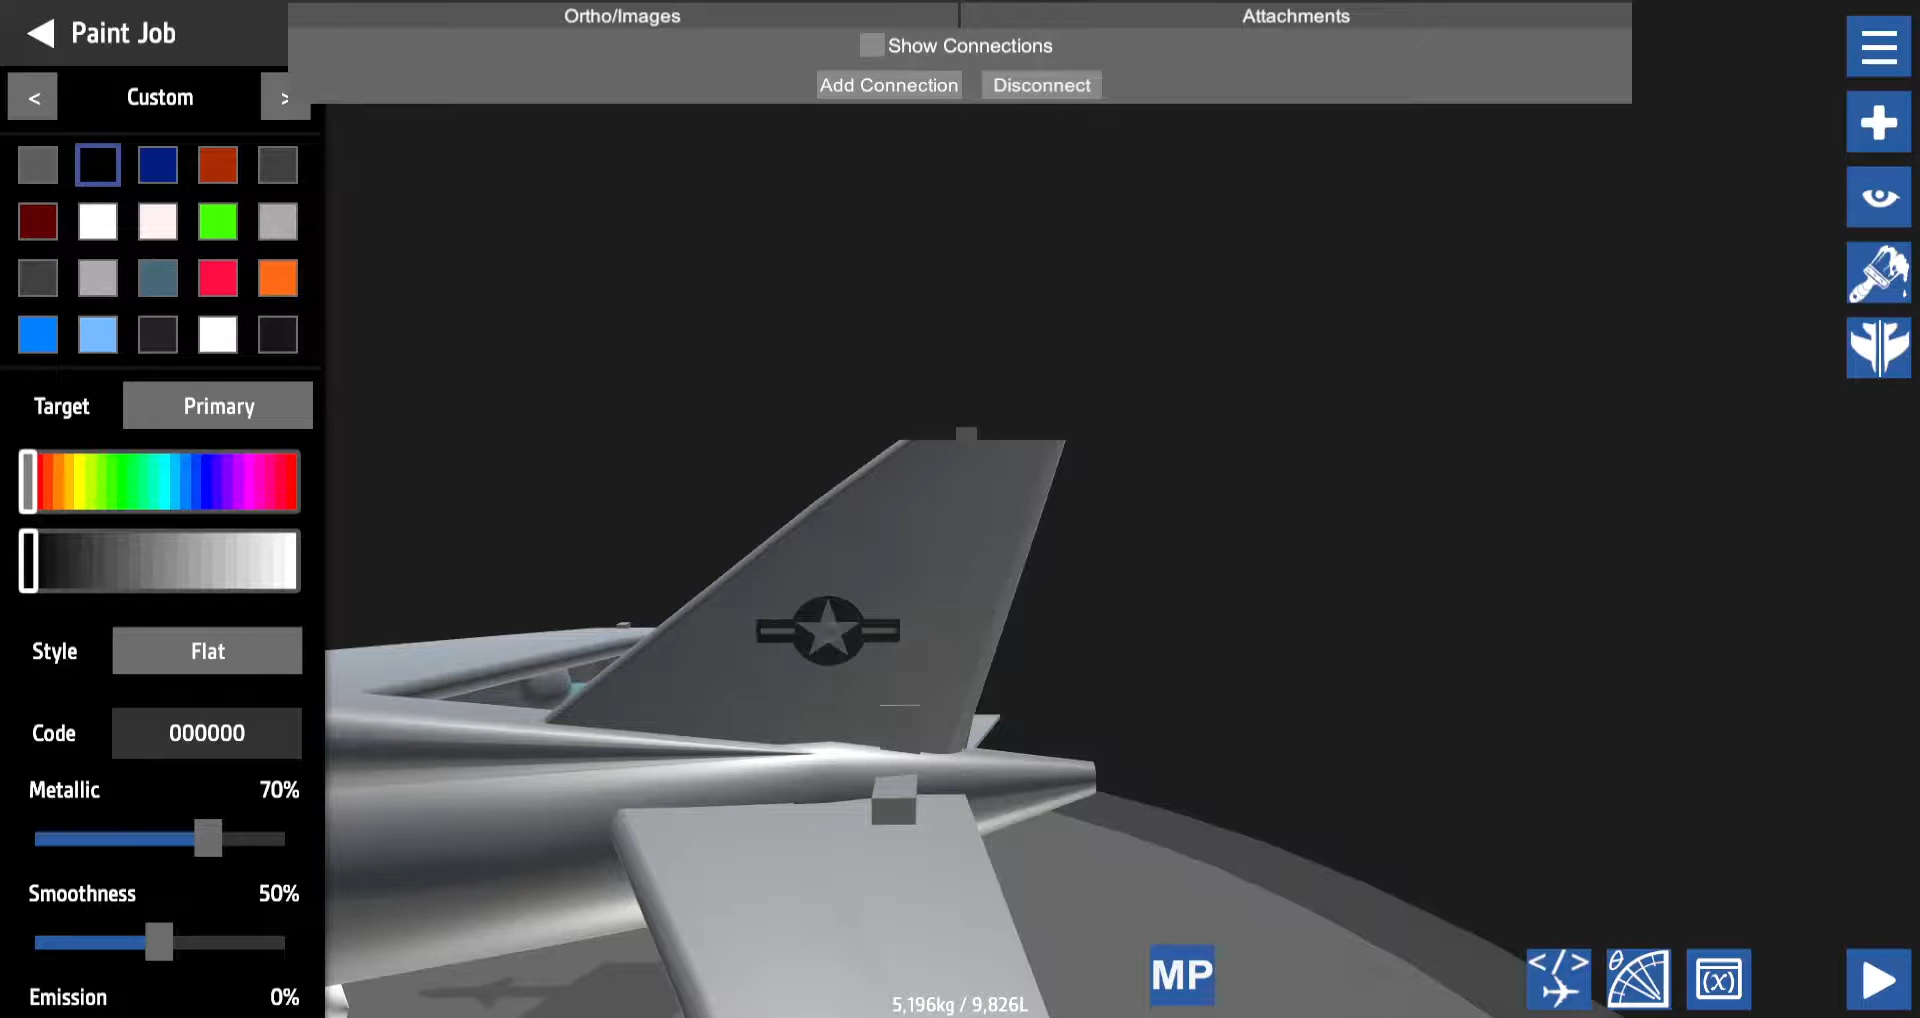 Paint Job
Ortho/Images
Attachments
Show Connections
Add Connection
Disconnect
<
Custom
>
Target
Primary
Style
Flat
Code
000000
Metallic
70%
Smoothness
50%
Emission
0%
5,196kg / 9,826L
MP
</>
θ
(x)